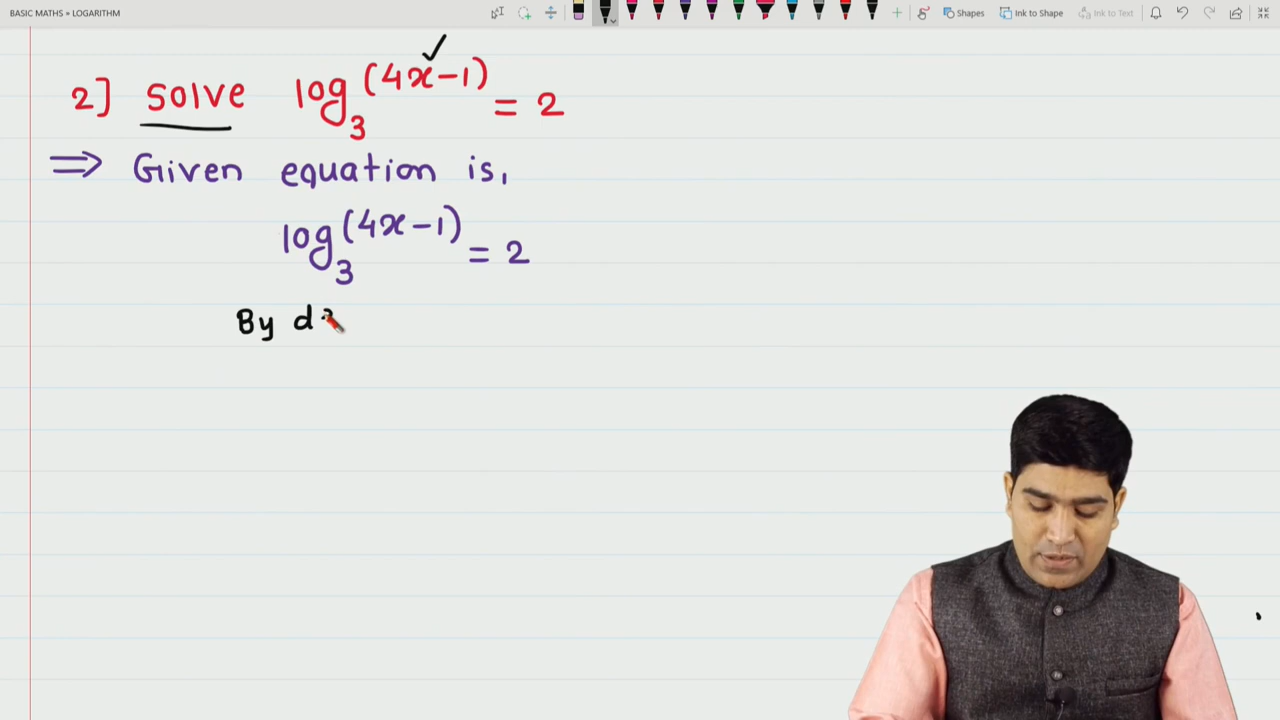 BASIC MATHS = LOGARITHM
Shapes Ink to Shape Ink to Text
2] Solve log₃(4x-1) = 2
⇒ Given equation is,
log₃(4x-1) = 2
By d